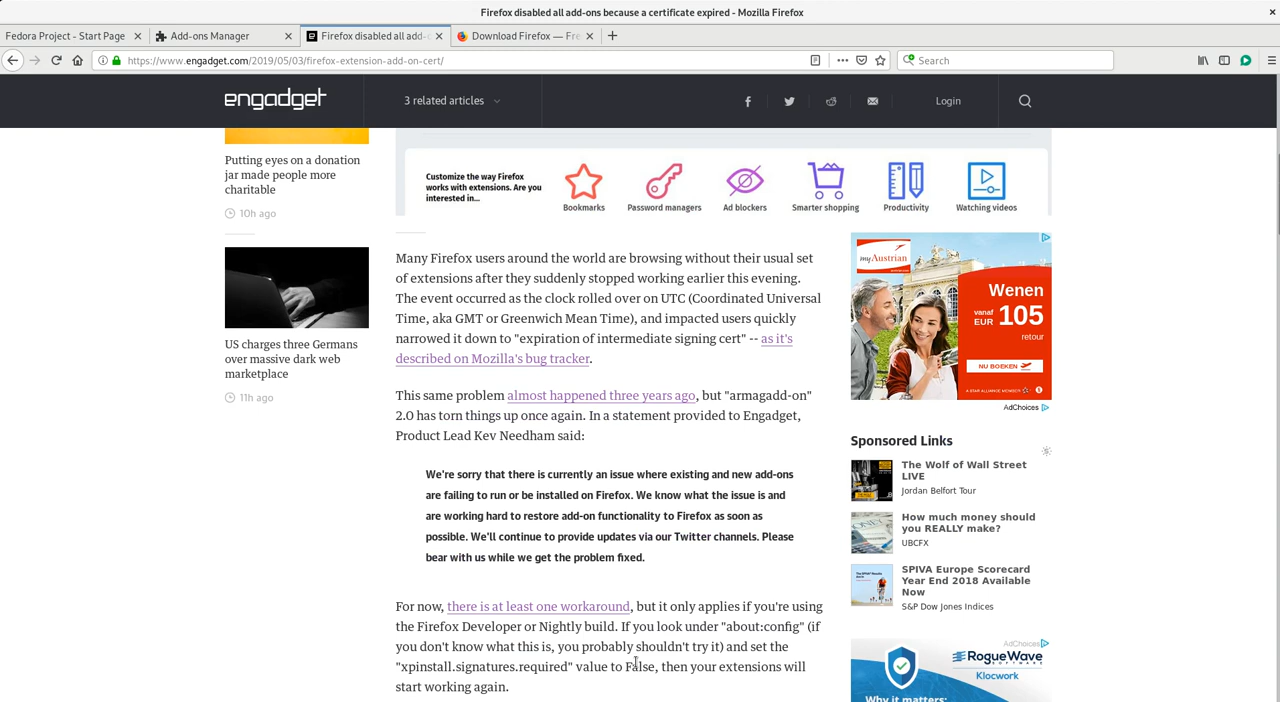 Firefox disabled all add-ons because a certificate expired - Mozilla Firefox
Fedora Project - Start Page
Add-ons Manager
Firefox disabled all add-
Download Firefox — Fre
https://www.engadget.com/2019/05/03/firefox-extension-add-on-cert/
Search
engadget
3 related articles
Login
Putting eyes on a donation
jar made people more
charitable
10h ago
US charges three Germans
over massive dark web
marketplace
11h ago
Customize the way Firefox
works with extensions. Are you
interested in...
Bookmarks
Password managers
Ad blockers
Smarter shopping
Productivity
Watching videos
Many Firefox users around the world are browsing without their usual set
of extensions after they suddenly stopped working earlier this evening.
The event occurred as the clock rolled over on UTC (Coordinated Universal
Time, aka GMT or Greenwich Mean Time), and impacted users quickly
narrowed it down to "expiration of intermediate signing cert" -- as it's
described on Mozilla's bug tracker.
This same problem almost happened three years ago, but "armagadd-on"
2.0 has torn things up once again. In a statement provided to Engadget,
Product Lead Kev Needham said:
We're sorry that there is currently an issue where existing and new add-ons
are failing to run or be installed on Firefox. We know what the issue is and
are working hard to restore add-on functionality to Firefox as soon as
possible. We'll continue to provide updates via our Twitter channels. Please
bear with us while we get the problem fixed.
For now, there is at least one workaround, but it only applies if you're using
the Firefox Developer or Nightly build. If you look under "about:config" (if
you don't know what this is, you probably shouldn't try it) and set the
"xpinstall.signatures.required" value to False, then your extensions will
start working again.
myAustrian
Wenen
vanaf
EUR 105
retour
NU BOEKEN
A STAR ALLIANCE MEMBER
AdChoices
Sponsored Links
The Wolf of Wall Street
LIVE
Jordan Belfort Tour
How much money should
you REALLY make?
UBCFX
SPIVA Europe Scorecard
Year End 2018 Available
Now
S&P Dow Jones Indices
AdChoices
RogueWave
SOFTWARE
Klocwork
Why it matters: